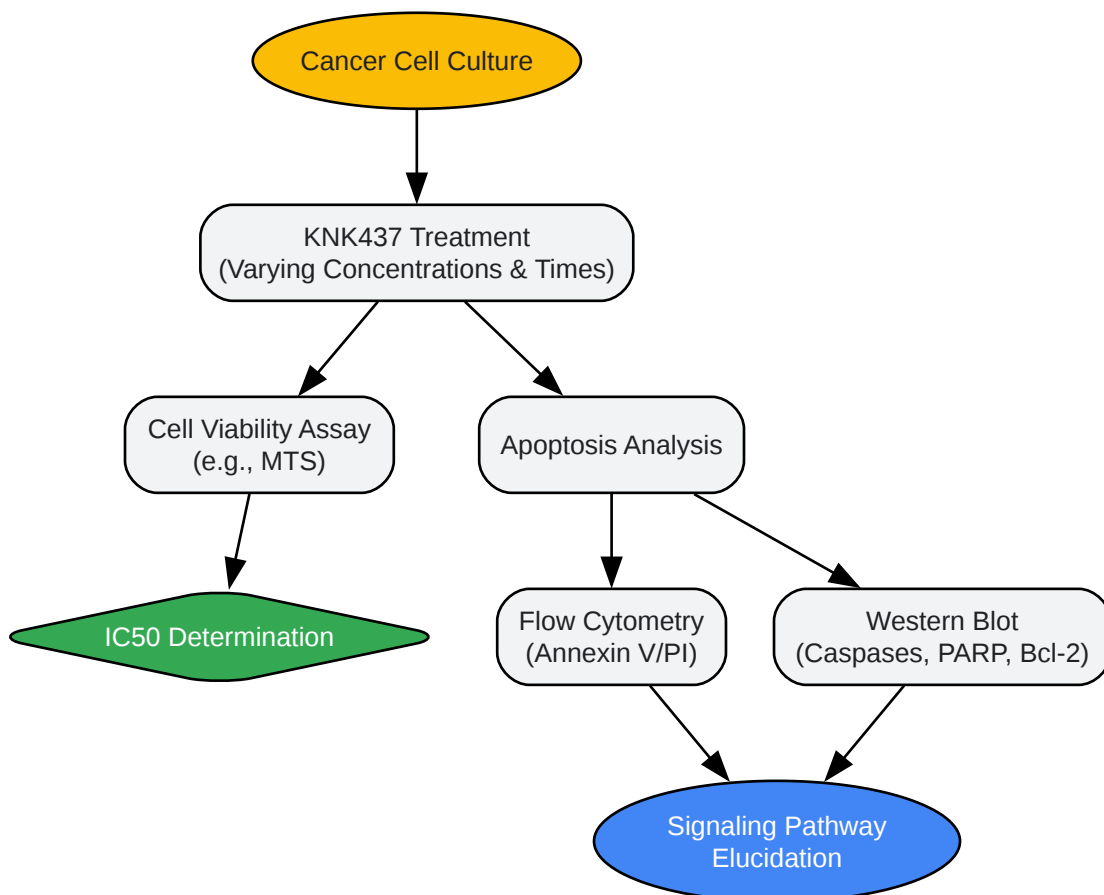 Cancer Cell Culture
KNK437 Treatment
(Varying Concentrations & Times)
Cell Viability Assay
(e.g., MTS)
Apoptosis Analysis
IC50 Determination
Flow Cytometry
(Annexin V/PI)
Western Blot
(Caspases, PARP, Bcl-2)
Signaling Pathway
Elucidation